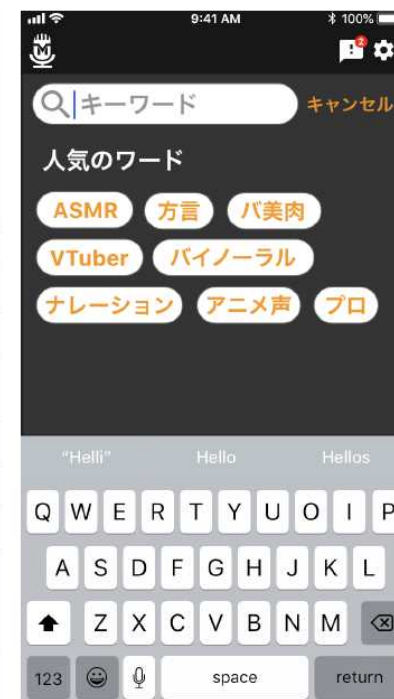 9:41 AM 100%
2
キーワード キャンセル
人気のワード
ASMR 方言 バ美肉
VTuber バイノーラル
ナレーション アニメ声 プロ
"Helli" Hello Hellos
Q W E R T Y U O I P
A S D F G H J K L
Z X C V B N M
123 space return